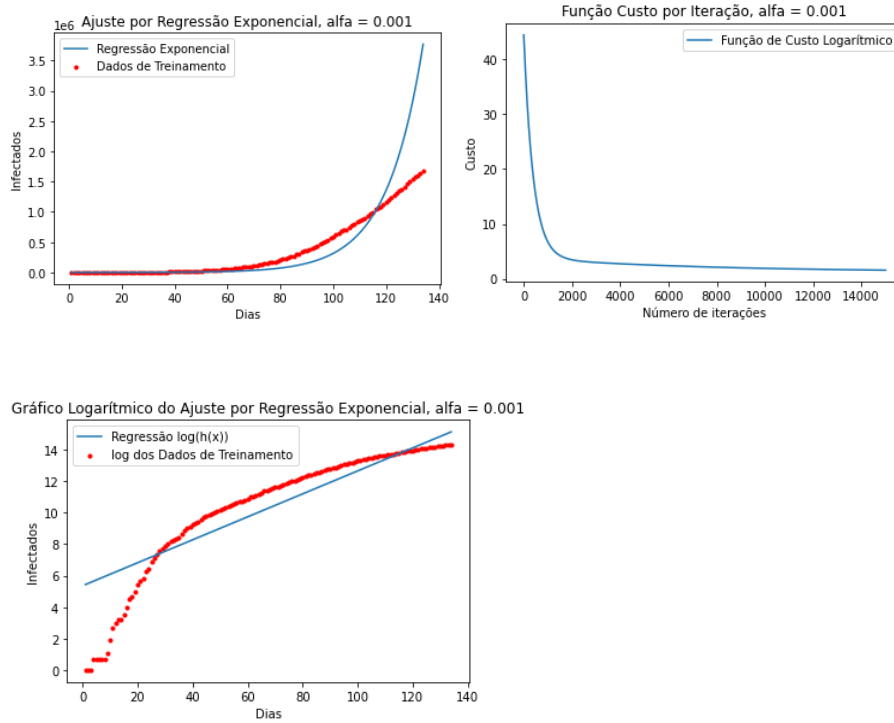 Ajuste por Regressão Exponencial, alfa = 0.001
1e6
Regressão Exponencial
Dados de Treinamento
3.5
3.0
2.5
2.0
1.5
1.0
0.5
0.0
Infectados
0 20 40 60 80 100 120 140
Dias
Função Custo por Iteração, alfa = 0.001
Função de Custo Logarítmico
40
30
20
10
0
Custo
0 2000 4000 6000 8000 10000 12000 14000
Número de iterações
Gráfico Logarítmico do Ajuste por Regressão Exponencial, alfa = 0.001
Regressão log(h(x))
log dos Dados de Treinamento
14
12
10
8
6
4
2
0
Infectados
0 20 40 60 80 100 120 140
Dias